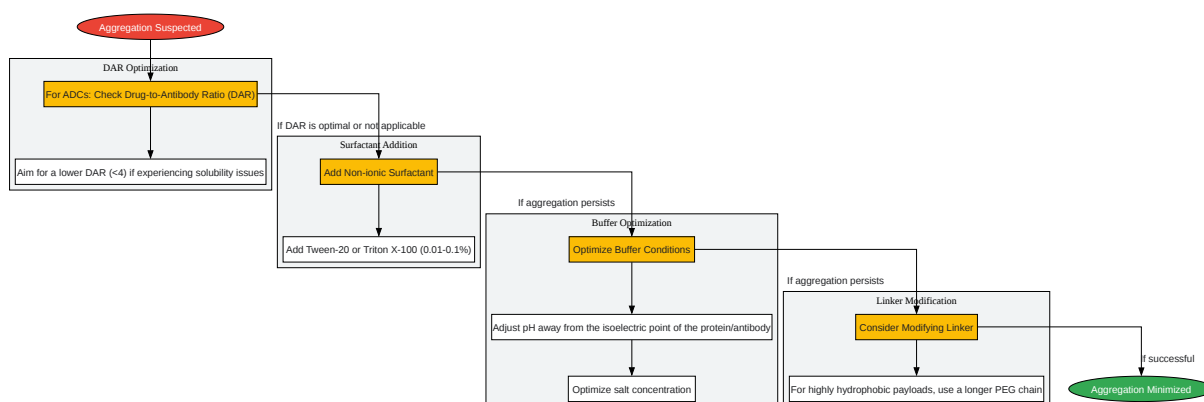 Aggregation Suspected
DAR Optimization
For ADCs: Check Drug-to-Antibody Ratio (DAR)
If DAR is optimal or not applicable
Surfactant Addition
Aim for a lower DAR (<4) if experiencing solubility issues
Add Non-ionic Surfactant
If aggregation persists
Buffer Optimization
Add Tween-20 or Triton X-100 (0.01-0.1%)
Optimize Buffer Conditions
If aggregation persists
Linker Modification
Adjust pH away from the isoelectric point of the protein/antibody
Consider Modifying Linker
If successful
Optimize salt concentration
For highly hydrophobic payloads, use a longer PEG chain
Aggregation Minimized